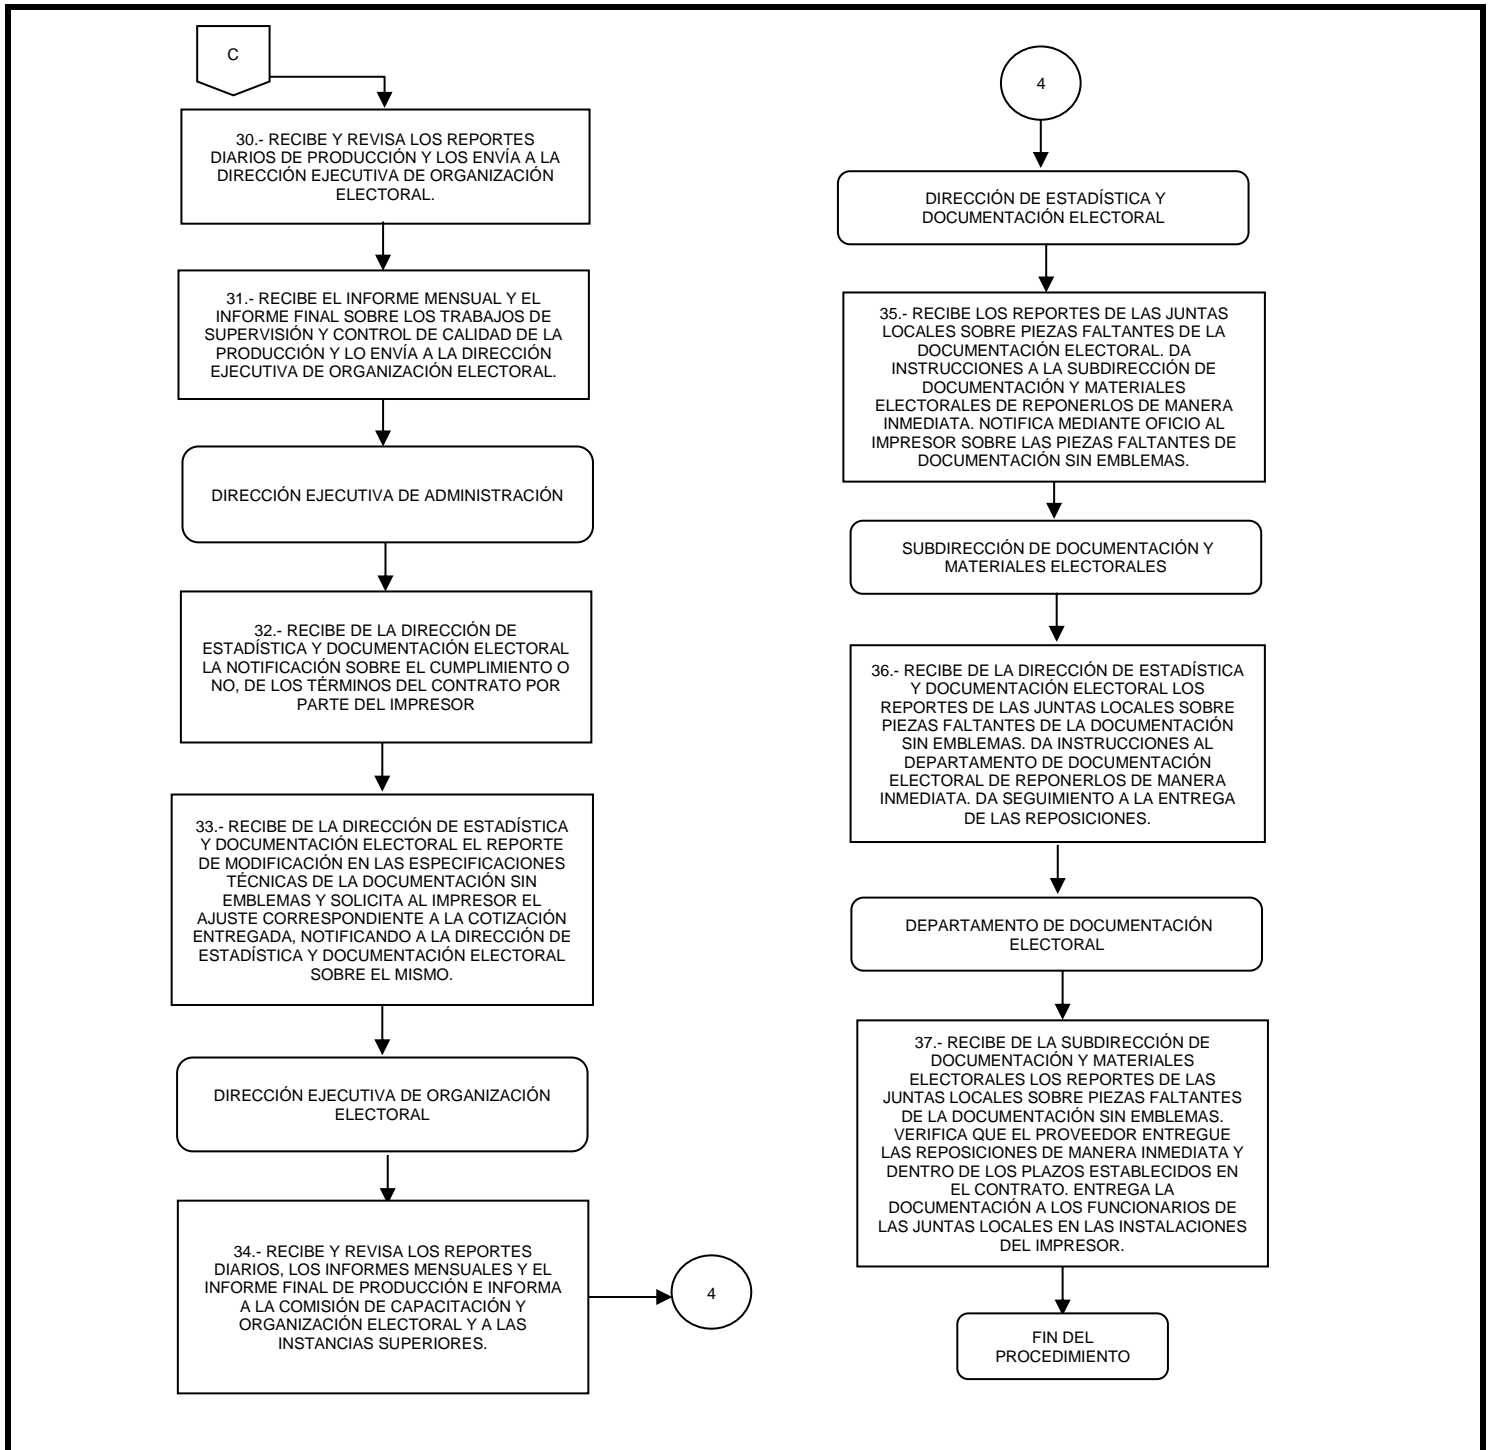 C
30.- RECIBE Y REVISA LOS REPORTES
DIARIOS DE PRODUCCIÓN Y LOS ENVÍA A LA
DIRECCIÓN EJECUTIVA DE ORGANIZACIÓN
ELECTORAL.
31.- RECIBE EL INFORME MENSUAL Y EL
INFORME FINAL SOBRE LOS TRABAJOS DE
SUPERVISIÓN Y CONTROL DE CALIDAD DE LA
PRODUCCIÓN Y LO ENVÍA A LA DIRECCIÓN
EJECUTIVA DE ORGANIZACIÓN ELECTORAL.
DIRECCIÓN EJECUTIVA DE ADMINISTRACIÓN
32.- RECIBE DE LA DIRECCIÓN DE
ESTADÍSTICA Y DOCUMENTACIÓN ELECTORAL
LA NOTIFICACIÓN SOBRE EL CUMPLIMIENTO O
NO, DE LOS TÉRMINOS DEL CONTRATO POR
PARTE DEL IMPRESOR
33.- RECIBE DE LA DIRECCIÓN DE ESTADÍSTICA
Y DOCUMENTACIÓN ELECTORAL EL REPORTE
DE MODIFICACIÓN EN LAS ESPECIFICACIONES
TÉCNICAS DE LA DOCUMENTACIÓN SIN
EMBLEMAS Y SOLICITA AL IMPRESOR EL
AJUSTE CORRESPONDIENTE A LA COTIZACIÓN
ENTREGADA, NOTIFICANDO A LA DIRECCIÓN DE
ESTADÍSTICA Y DOCUMENTACIÓN ELECTORAL
SOBRE EL MISMO.
DIRECCIÓN EJECUTIVA DE ORGANIZACIÓN
ELECTORAL
34.- RECIBE Y REVISA LOS REPORTES
DIARIOS, LOS INFORMES MENSUALES Y EL
INFORME FINAL DE PRODUCCIÓN E INFORMA
A LA COMISIÓN DE CAPACITACIÓN Y
ORGANIZACIÓN ELECTORAL Y A LAS
INSTANCIAS SUPERIORES.
4
4
DIRECCIÓN DE ESTADÍSTICA Y
DOCUMENTACIÓN ELECTORAL
35.- RECIBE LOS REPORTES DE LAS JUNTAS
LOCALES SOBRE PIEZAS FALTANTES DE LA
DOCUMENTACIÓN ELECTORAL. DA
INSTRUCCIONES A LA SUBDIRECCIÓN DE
DOCUMENTACIÓN Y MATERIALES
ELECTORALES DE REPONERLOS DE MANERA
INMEDIATA. NOTIFICA MEDIANTE OFICIO AL
IMPRESOR SOBRE LAS PIEZAS FALTANTES DE
DOCUMENTACIÓN SIN EMBLEMAS.
SUBDIRECCIÓN DE DOCUMENTACIÓN Y
MATERIALES ELECTORALES
36.- RECIBE DE LA DIRECCIÓN DE ESTADÍSTICA
Y DOCUMENTACIÓN ELECTORAL LOS
REPORTES DE LAS JUNTAS LOCALES SOBRE
PIEZAS FALTANTES DE LA DOCUMENTACIÓN
SIN EMBLEMAS. DA INSTRUCCIONES AL
DEPARTAMENTO DE DOCUMENTACIÓN
ELECTORAL DE REPONERLOS DE MANERA
INMEDIATA. DA SEGUIMIENTO A LA ENTREGA
DE LAS REPOSICIONES.
DEPARTAMENTO DE DOCUMENTACIÓN
ELECTORAL
37.- RECIBE DE LA SUBDIRECCIÓN DE
DOCUMENTACIÓN Y MATERIALES
ELECTORALES LOS REPORTES DE LAS
JUNTAS LOCALES SOBRE PIEZAS FALTANTES
DE LA DOCUMENTACIÓN SIN EMBLEMAS.
VERIFICA QUE EL PROVEEDOR ENTREGUE
LAS REPOSICIONES DE MANERA INMEDIATA Y
DENTRO DE LOS PLAZOS ESTABLECIDOS EN
EL CONTRATO. ENTREGA LA
DOCUMENTACIÓN A LOS FUNCIONARIOS DE
LAS JUNTAS LOCALES EN LAS INSTALACIONES
DEL IMPRESOR.
FIN DEL
PROCEDIMIENTO